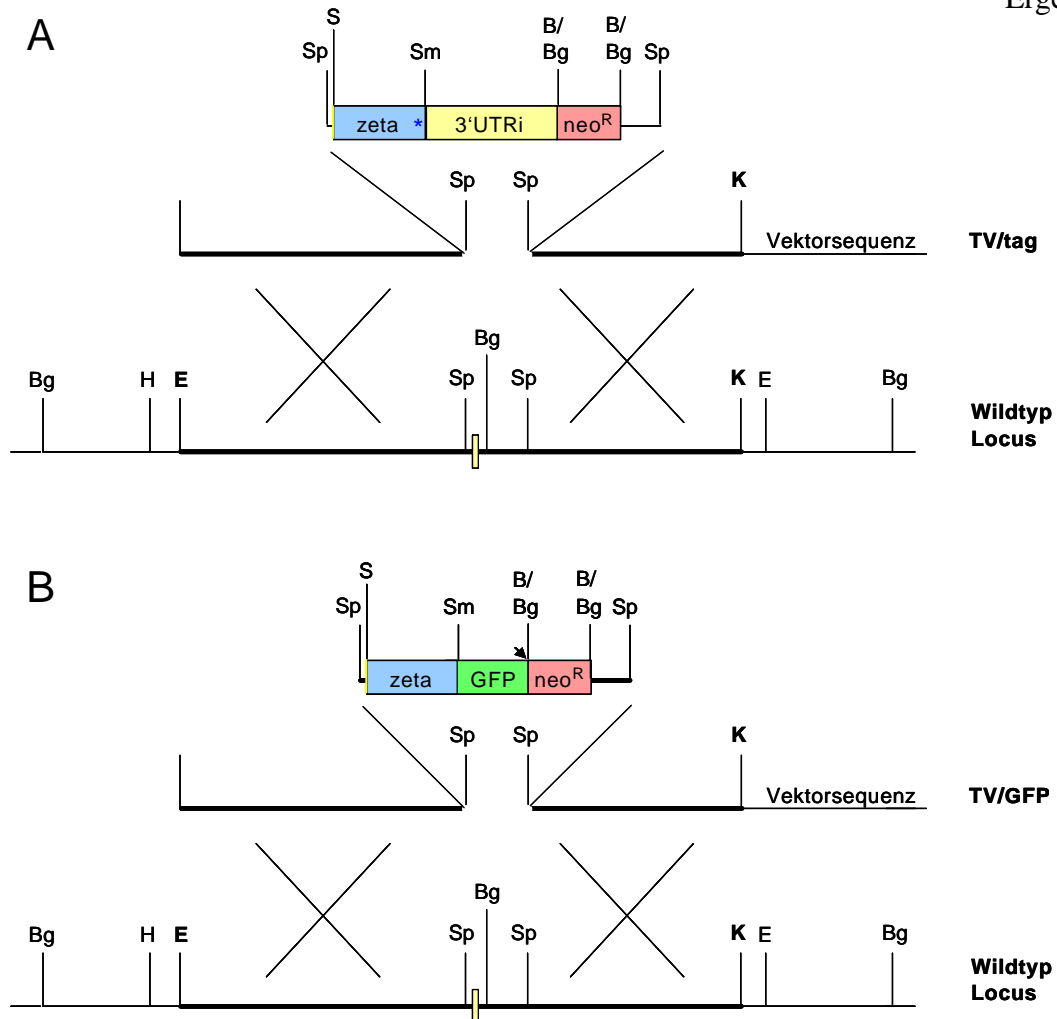 Erge
A
S
Sp
Sm
B/
Bg
B/
Bg
Sp
zeta *
3‘UTRi
neoR
Sp
Sp
K
Vektorsequenz
TV/tag
Bg
H
E
Sp
Bg
Sp
K
E
Bg
Wildtyp
Locus
B
S
Sp
Sm
B/
Bg
B/
Bg
Sp
zeta
GFP
neoR
Sp
Sp
K
Vektorsequenz
TV/GFP
Bg
H
E
Sp
Bg
Sp
K
E
Bg
Wildtyp
Locus